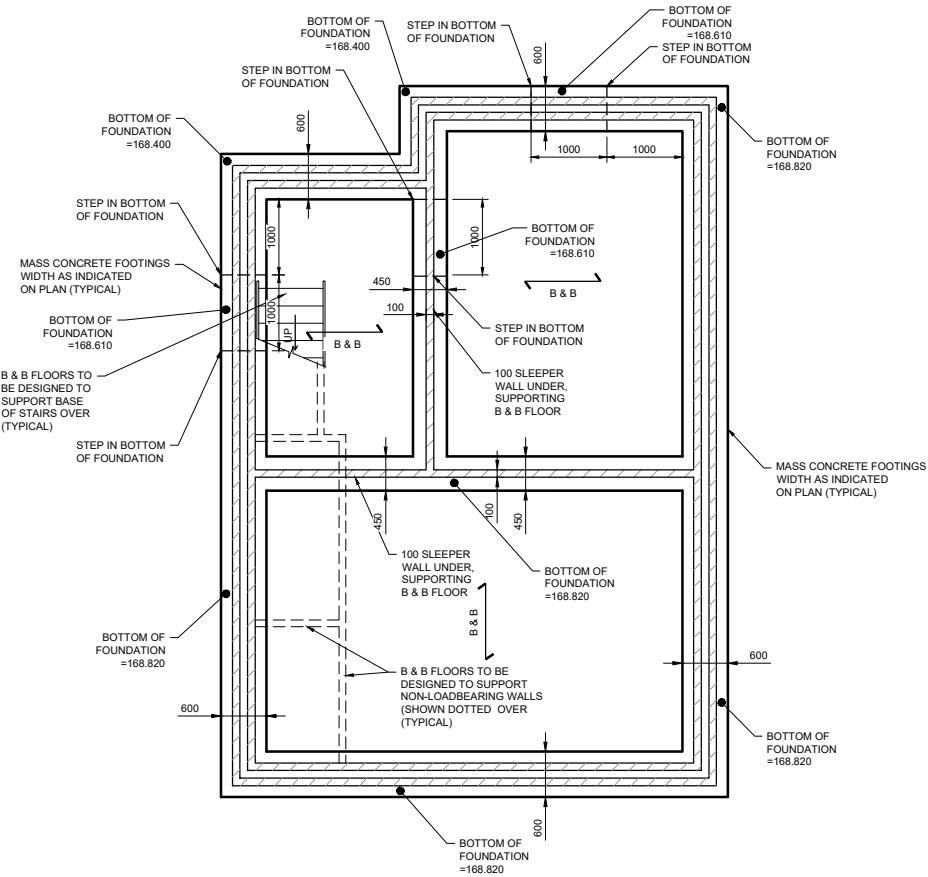 BOTTOM OF
FOUNDATION
=168.400
STEP IN BOTTOM
OF FOUNDATION
BOTTOM OF
FOUNDATION
=168.610
STEP IN BOTTOM
OF FOUNDATION
STEP IN BOTTOM
OF FOUNDATION
600
BOTTOM OF
FOUNDATION
=168.400
600
BOTTOM OF
FOUNDATION
=168.820
1000
1000
STEP IN BOTTOM
OF FOUNDATION
1000
1000
BOTTOM OF
FOUNDATION
=168.610
MASS CONCRETE FOOTINGS
WIDTH AS INDICATED
ON PLAN (TYPICAL)
450
B & B
1000
100
BOTTOM OF
FOUNDATION
=168.610
UP
B & B
STEP IN BOTTOM
OF FOUNDATION
B & B FLOORS TO
BE DESIGNED TO
SUPPORT BASE
OF STAIRS OVER
(TYPICAL)
100 SLEEPER
WALL UNDER,
SUPPORTING
B & B FLOOR
STEP IN BOTTOM
OF FOUNDATION
MASS CONCRETE FOOTINGS
WIDTH AS INDICATED
ON PLAN (TYPICAL)
450
100
450
100 SLEEPER
WALL UNDER,
SUPPORTING
B & B FLOOR
BOTTOM OF
FOUNDATION
=168.820
B & B
BOTTOM OF
FOUNDATION
=168.820
600
B & B FLOORS TO BE
DESIGNED TO SUPPORT
NON-LOADBEARING WALLS
(SHOWN DOTTED OVER
(TYPICAL)
600
BOTTOM OF
FOUNDATION
=168.820
600
BOTTOM OF
FOUNDATION
=168.820